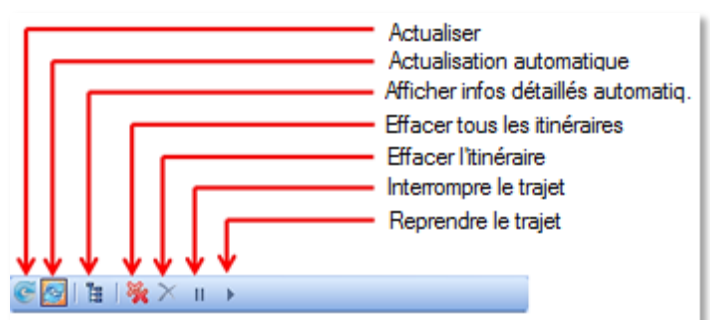 Actualiser
Actualisation automatique
Afficher infos détaillés automatiq.
Effacer tous les itinéraires
Effacer l'itinéraire
Interrompre le trajet
Reprendre le trajet